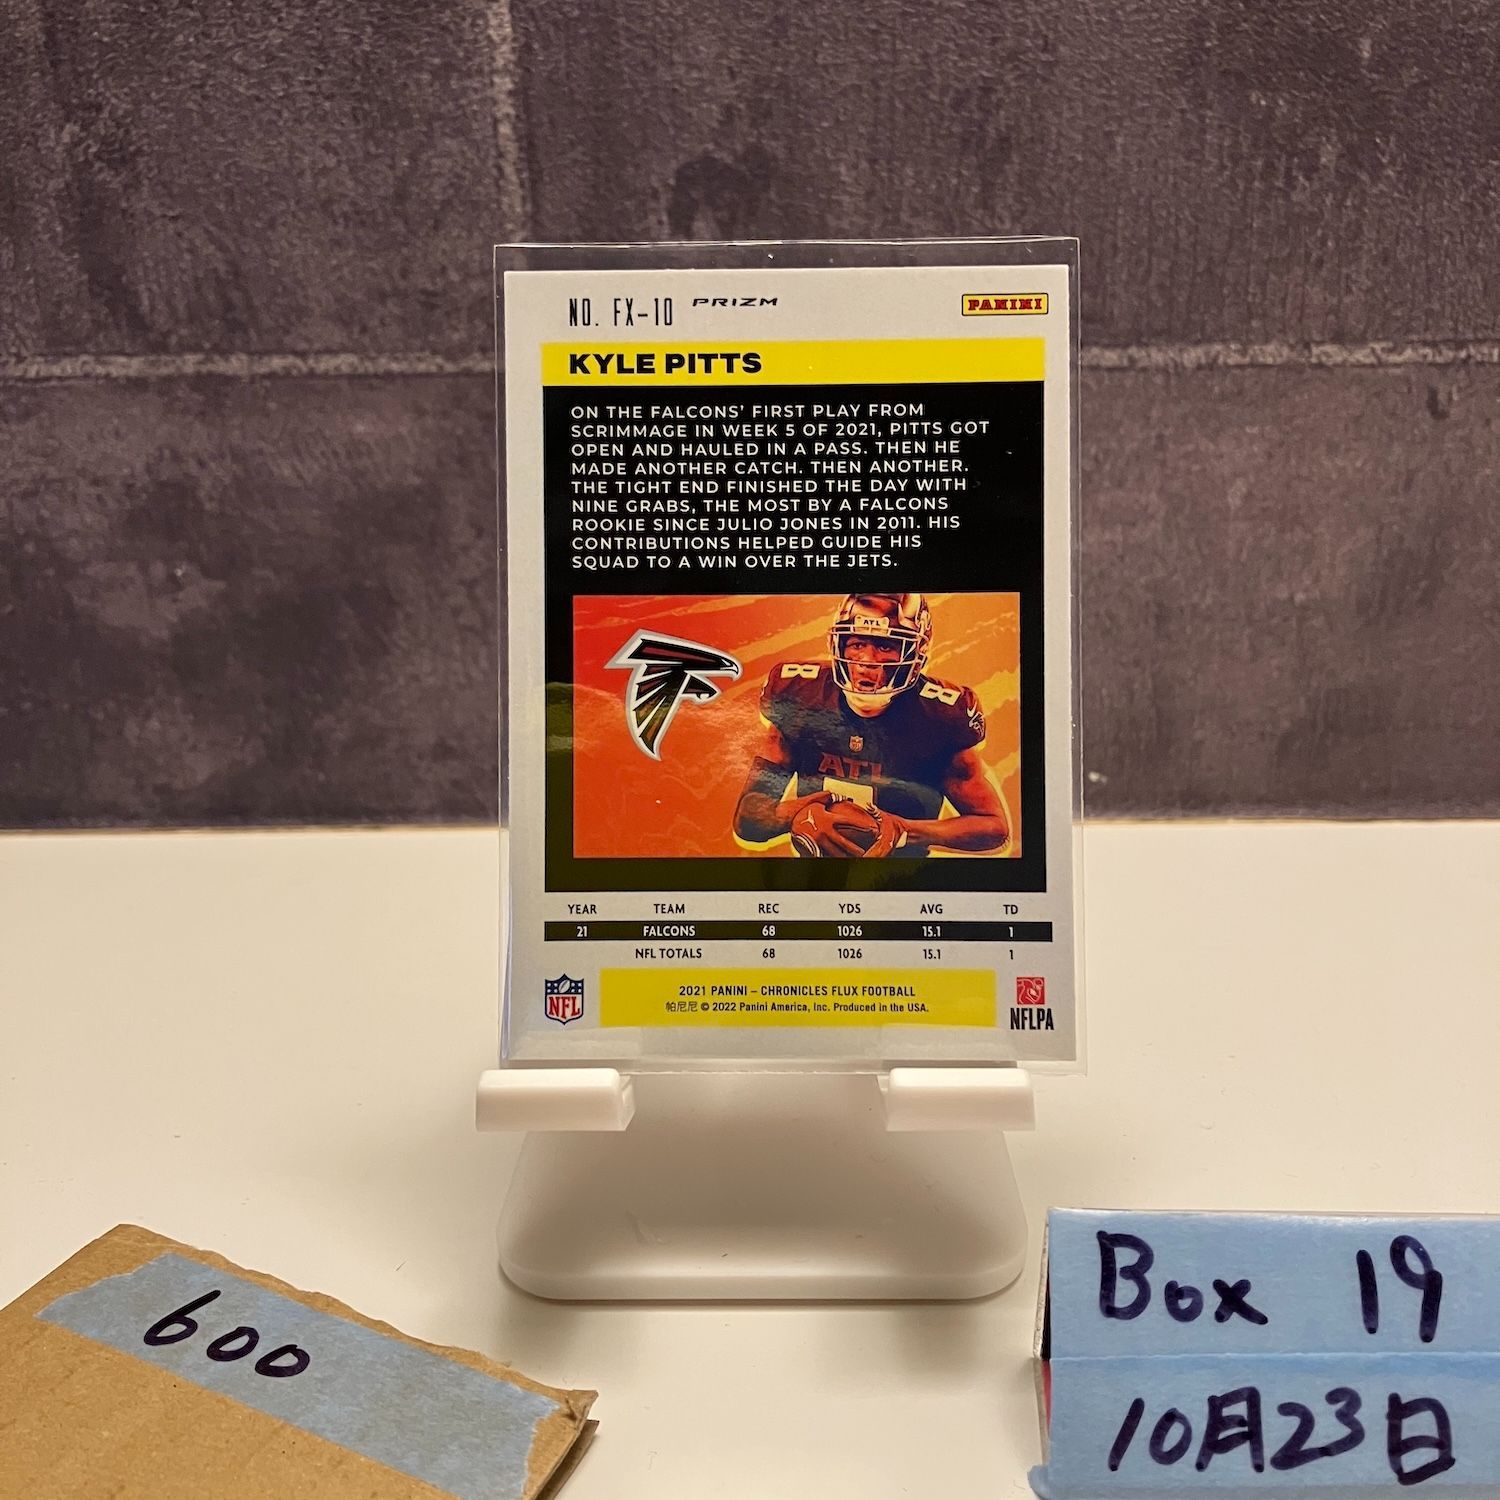 NO. FX-10 PRIZM PANINI
KYLE PITTS
ON THE FALCONS' FIRST PLAY FROM
SCRIMMAGE IN WEEK 5 OF 2021, PITTS GOT
OPEN AND HAULED IN A PASS. THEN HE
MADE ANOTHER CATCH. THEN ANOTHER.
THE TIGHT END FINISHED THE DAY WITH
NINE GRABS, THE MOST BY A FALCONS
ROOKIE SINCE JULIO JONES IN 2011. HIS
CONTRIBUTIONS HELPED GUIDE HIS
SQUAD TO A WIN OVER THE JETS.
ATL
8 8
ATL
YEAR TEAM REC YDS AVG TD
21 FALCONS 68 1026 15.1 1
NFL TOTALS 68 1026 15.1 1
NFL
2021 PANINI – CHRONICLES FLUX FOOTBALL
帕尼尼 © 2022 Panini America, Inc. Produced in the USA.
NFLPA
600
Box 19
10月23日